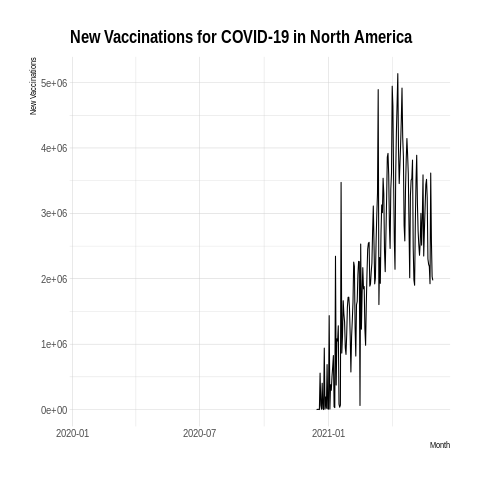 New Vaccinations for COVID-19 in North America
New Vaccinations
5e+06
4e+06
3e+06
2e+06
1e+06
0e+00
2020-01 2020-07 2021-01
Month